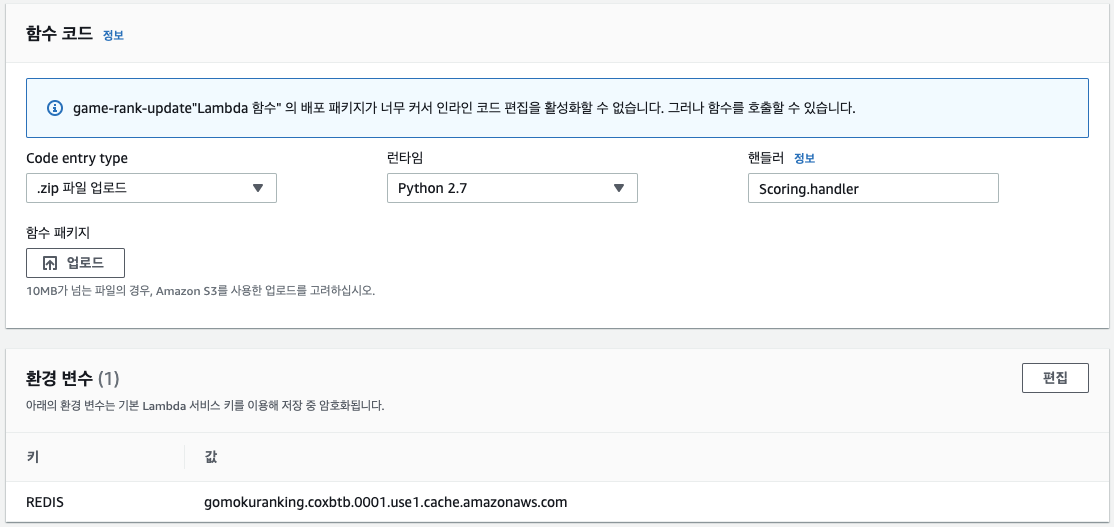 함수 코드 정보
game-rank-update"Lambda 함수" 의 배포 패키지가 너무 커서 인라인 코드 편집을 활성화할 수 없습니다. 그러나 함수를 호출할 수 있습니다.
Code entry type 런타임 핸들러 정보
.zip 파일 업로드 Python 2.7 Scoring.handler
함수 패키지
업로드
10MB가 넘는 파일의 경우, Amazon S3를 사용한 업로드를 고려하십시오.
환경 변수 (1) 편집
아래의 환경 변수는 기본 Lambda 서비스 키를 이용해 저장 중 암호화됩니다.
키 값
REDIS gomokuranking.coxbtb.0001.use1.cache.amazonaws.com